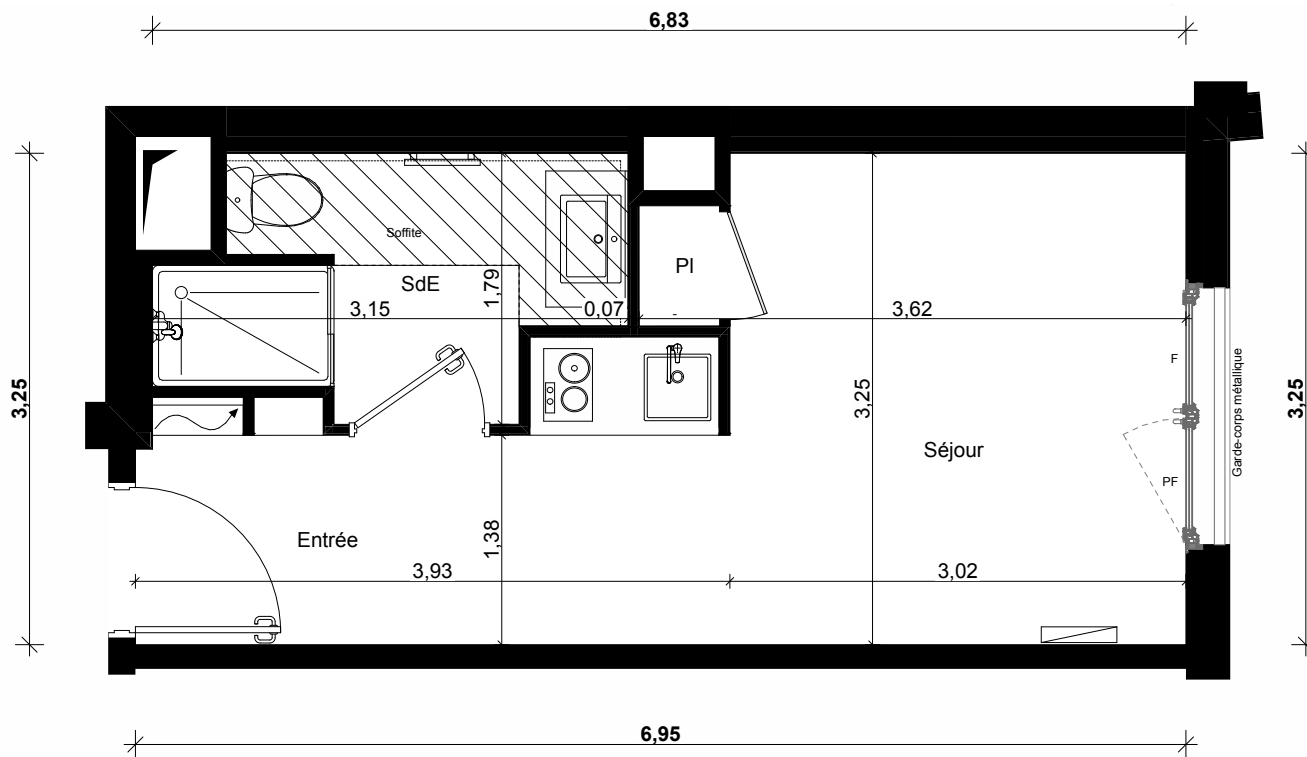 6,83
Soffite
SdE
Pl
3,15
1,79
0,07
3,62
F
3,25
3,25
3,25
Garde-corps métallique
Séjour
PF
Entrée
1,38
3,93
3,02
6,95